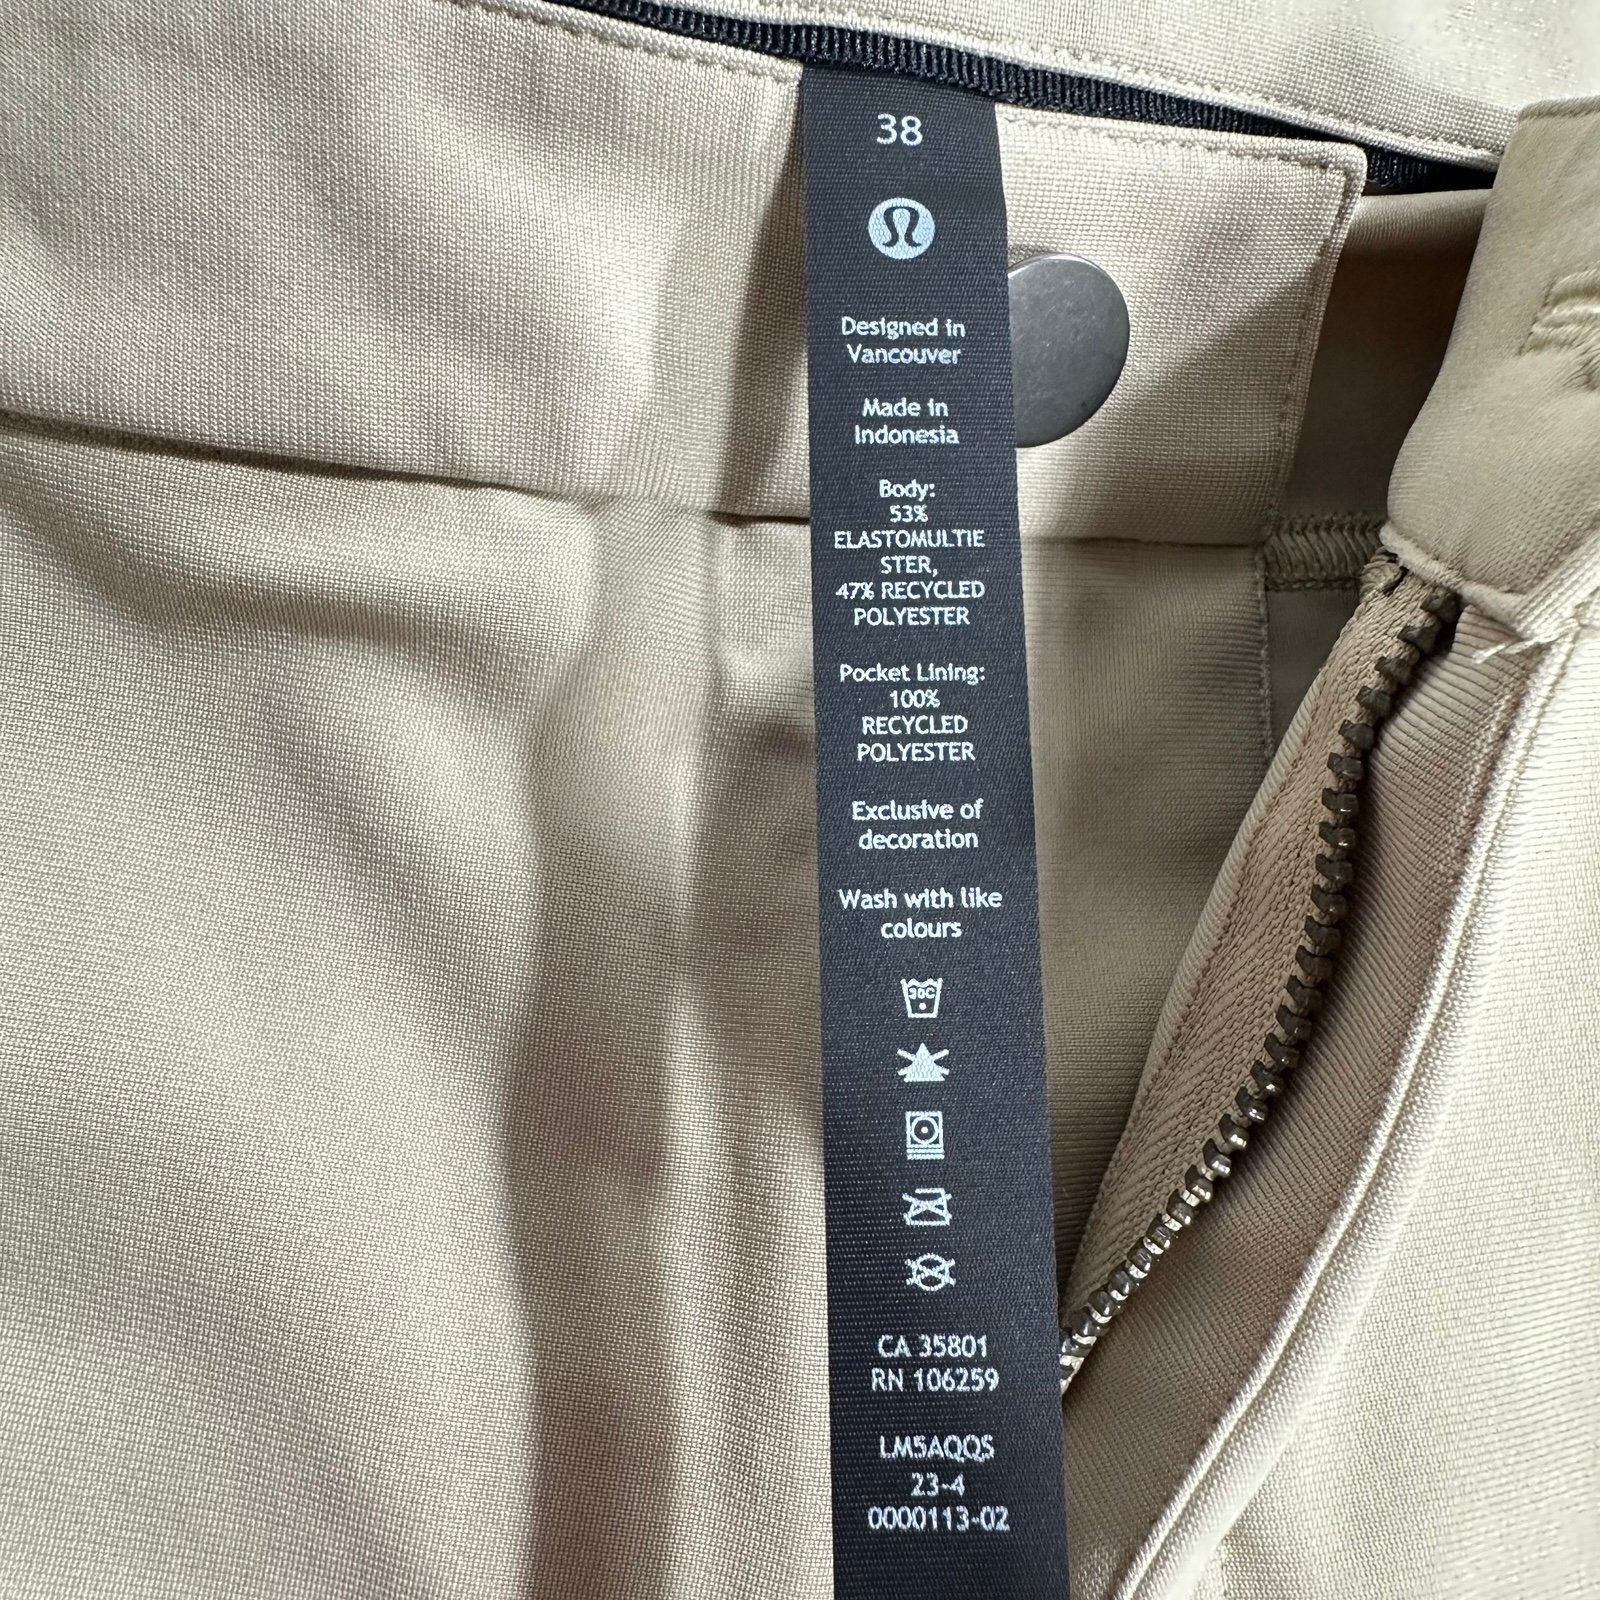 38
Designed in
Vancouver
Made in
Indonesia
Body:
53%
ELASTOMULTIE
STER,
47% RECYCLED
POLYESTER
Pocket Lining:
100%
RECYCLED
POLYESTER
Exclusive of
decoration
Wash with like
colours
30C
CA 35801
RN 106259
LM5AQQS
23-4
0000113-02